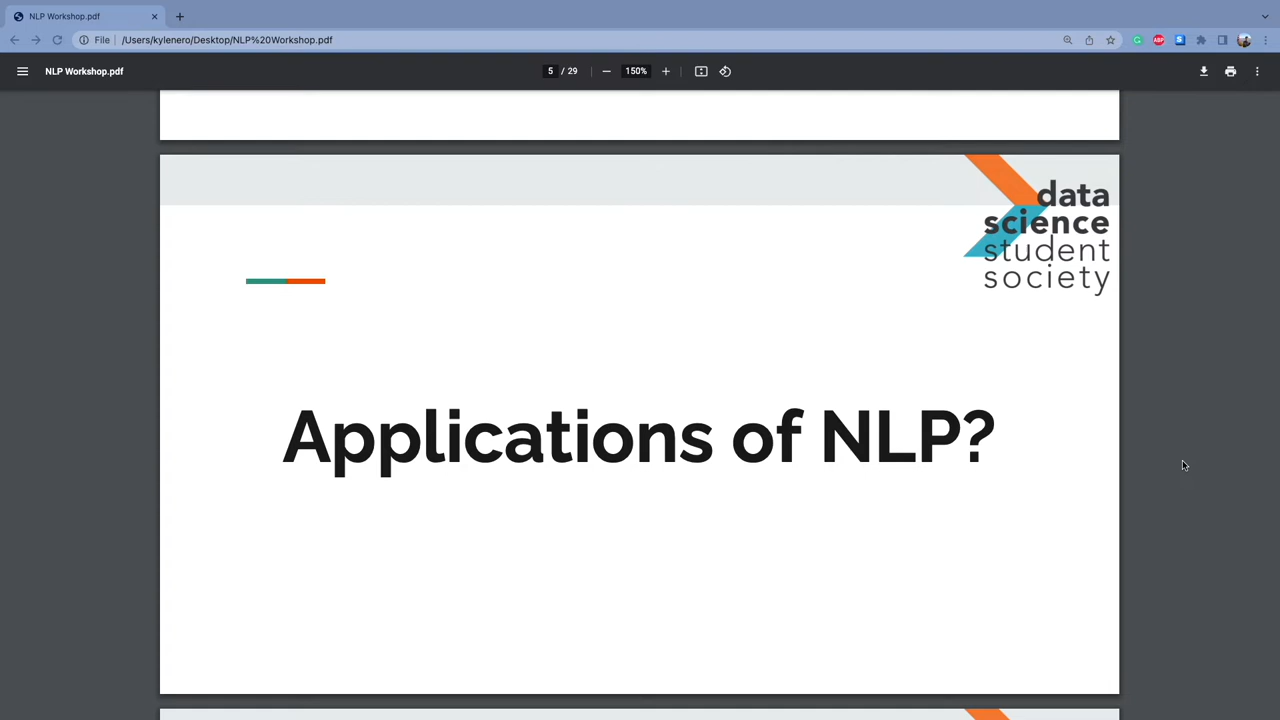 NLP Workshop.pdf
File /Users/kylenero/Desktop/NLP%20Workshop.pdf
ABP
S
NLP Workshop.pdf
5 / 29
150%
data
science
student
society
Applications of NLP?